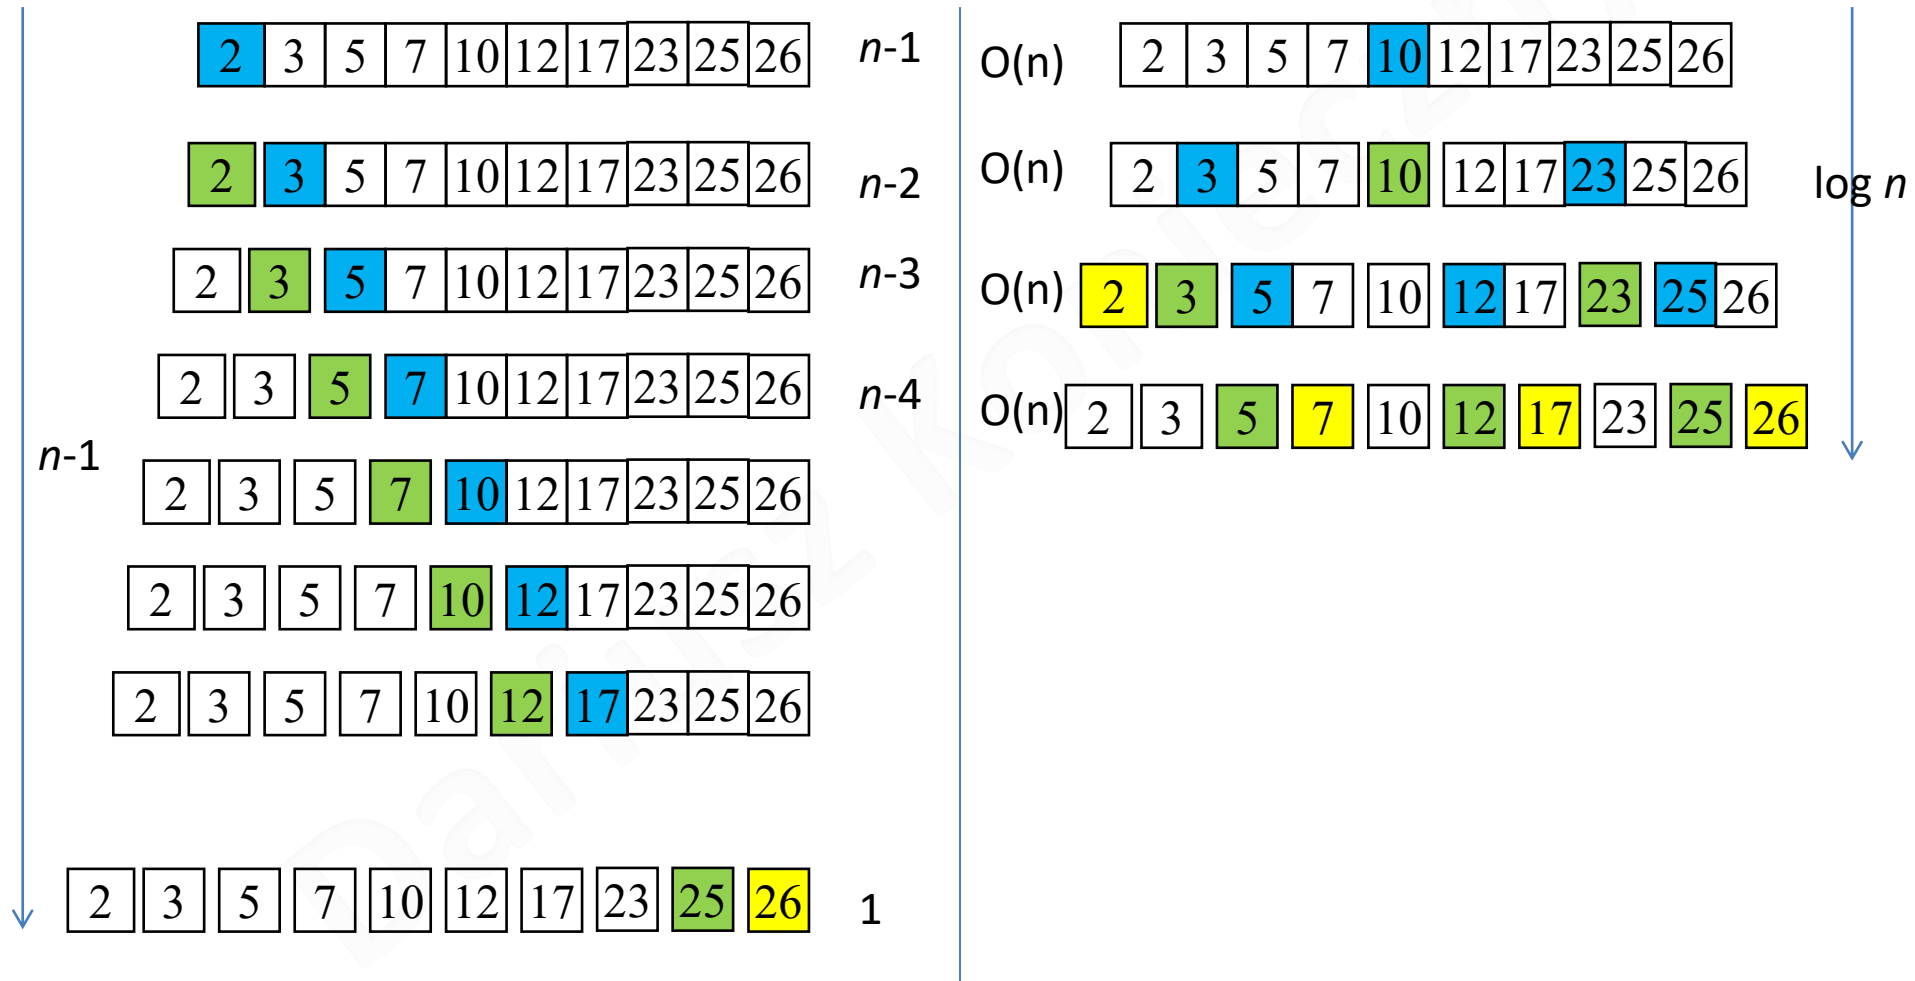 2 3 5 7 10 12 17 23 25 26 n-1
2 3 5 7 10 12 17 23 25 26 n-2
2 3 5 7 10 12 17 23 25 26 n-3
2 3 5 7 10 12 17 23 25 26 n-4
n-1
2 3 5 7 10 12 17 23 25 26
2 3 5 7 10 12 17 23 25 26
2 3 5 7 10 12 17 23 25 26
2 3 5 7 10 12 17 23 25 26 1
O(n) 2 3 5 7 10 12 17 23 25 26
O(n) 2 3 5 7 10 12 17 23 25 26
log n
O(n) 2 3 5 7 10 12 17 23 25 26
O(n) 2 3 5 7 10 12 17 23 25 26